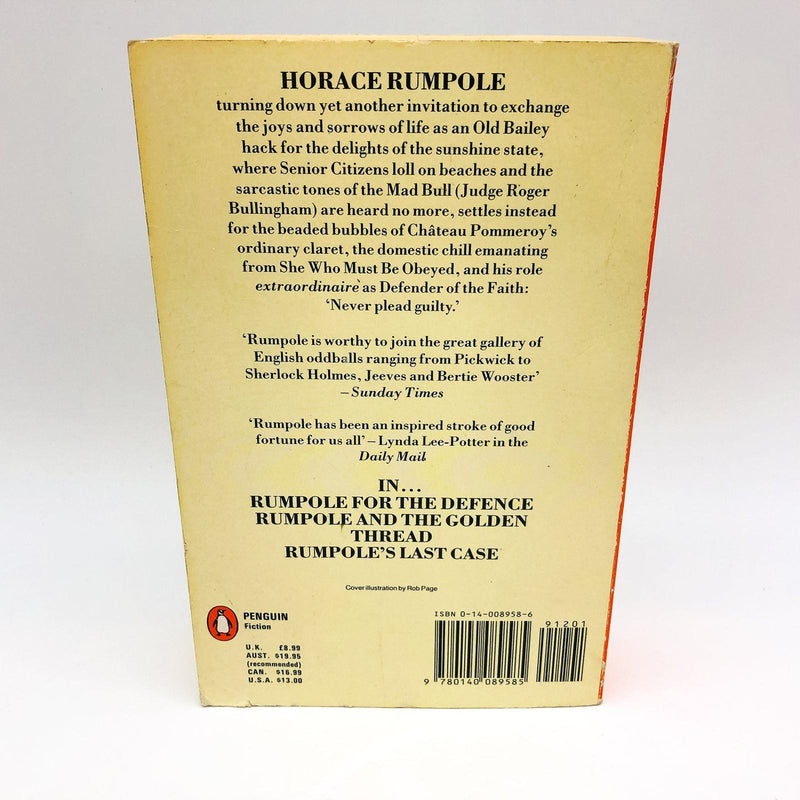 HORACE RUMPOLE
turning down yet another invitation to exchange
the joys and sorrows of life as an Old Bailey
hack for the delights of the sunshine state,
where Senior Citizens loll on beaches and the
sarcastic tones of the Mad Bull (Judge Roger
Bullingham) are heard no more, settles instead
for the beaded bubbles of Château Pommeroy's
ordinary claret, the domestic chill emanating
from She Who Must Be Obeyed, and his role
extraordinaire as Defender of the Faith:
‘Never plead guilty.’
‘Rumpole is worthy to join the great gallery of
English oddballs ranging from Pickwick to
Sherlock Holmes, Jeeves and Bertie Wooster’
– Sunday Times
‘Rumpole has been an inspired stroke of good
fortune for us all’ – Lynda Lee-Potter in the
Daily Mail
IN...
RUMPOLE FOR THE DEFENCE
RUMPOLE AND THE GOLDEN
THREAD
RUMPOLE'S LAST CASE
Cover illustration by Rob Page
PENGUIN
Fiction
U.K. £8.99
AUST. $19.95
(recommended)
CAN. $16.99
U.S.A. $13.00
ISBN 0-14-008958-6
91201
9 780140 089585